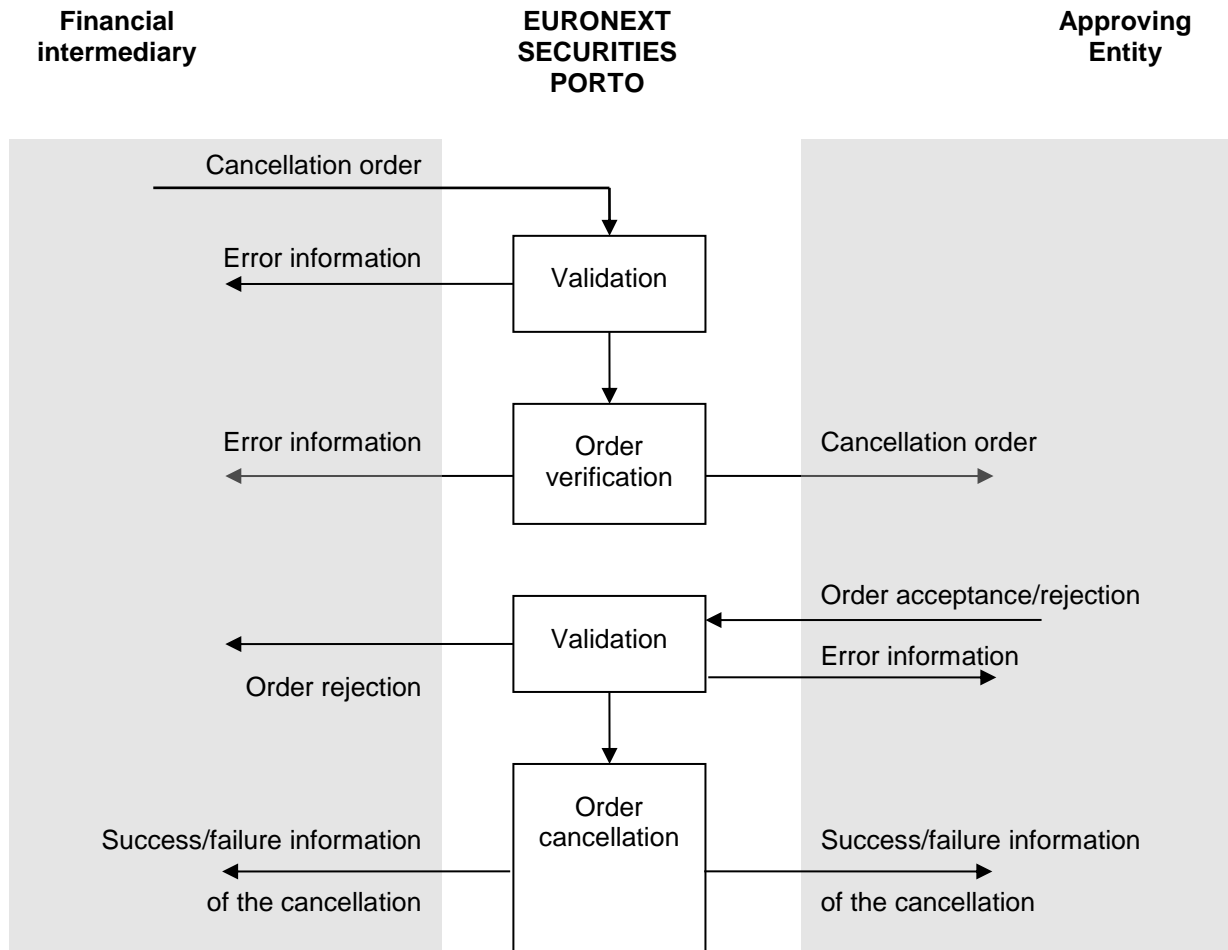 Financial
intermediary
EURONEXT
SECURITIES
PORTO
Approving
Entity
Cancellation order
Error information
Validation
Error information
Order
verification
Cancellation order
Order acceptance/rejection
Validation
Error information
Order rejection
Order
cancellation
Success/failure information
of the cancellation
Success/failure information
of the cancellation